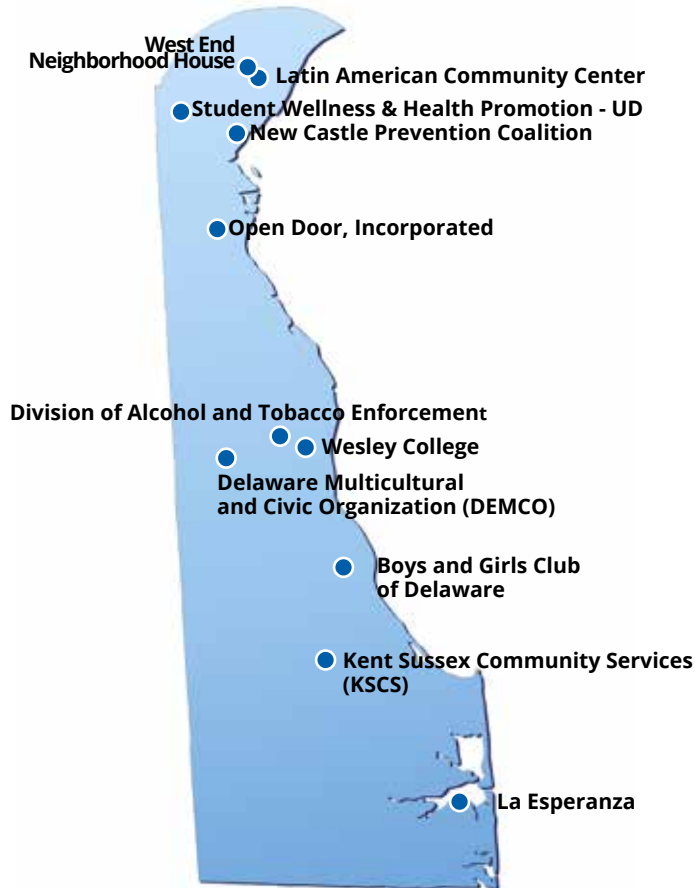 West End
Neighborhood House
Latin American Community Center
Student Wellness & Health Promotion - UD
New Castle Prevention Coalition
Open Door, Incorporated
Division of Alcohol and Tobacco Enforcement
Wesley College
Delaware Multicultural
and Civic Organization (DEMCO)
Boys and Girls Club
of Delaware
Kent Sussex Community Services
(KSCS)
La Esperanza